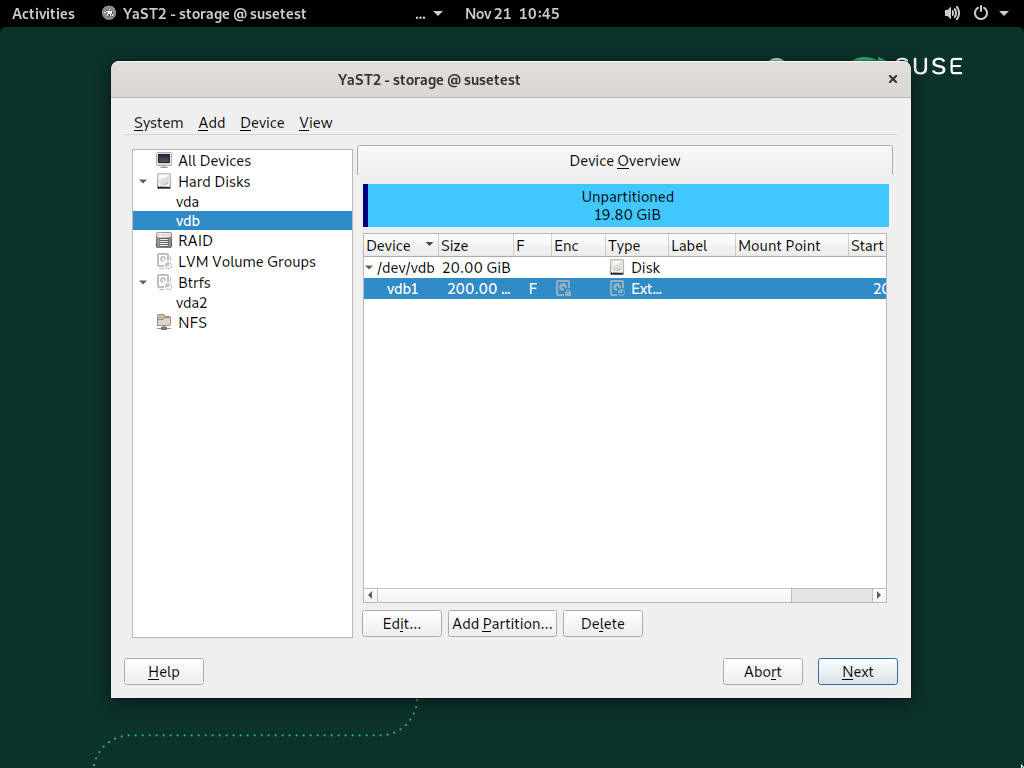 Activities YaST2 - storage @ susetest ... Nov 21 10:45
SUSE
YaST2 - storage @ susetest
System Add Device View
All Devices
Hard Disks
vda
vdb
RAID
LVM Volume Groups
Btrfs
vda2
NFS
Device Overview
Unpartitioned
19.80 GiB
Device Size F Enc Type Label Mount Point Start
/dev/vdb 20.00 GiB Disk
vdb1 200.00 ... F Ext... 20
Edit... Add Partition... Delete
Help Abort Next